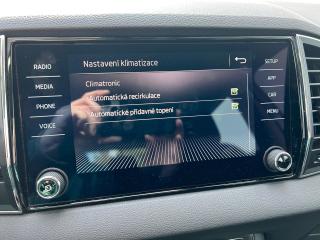 RADIO
MEDIA
PHONE
VOICE
Nastavení klimatizace
Climatronic
Automatická recirkulace
Automatické přídavné topení
SETUP
APP
CAR
MENU